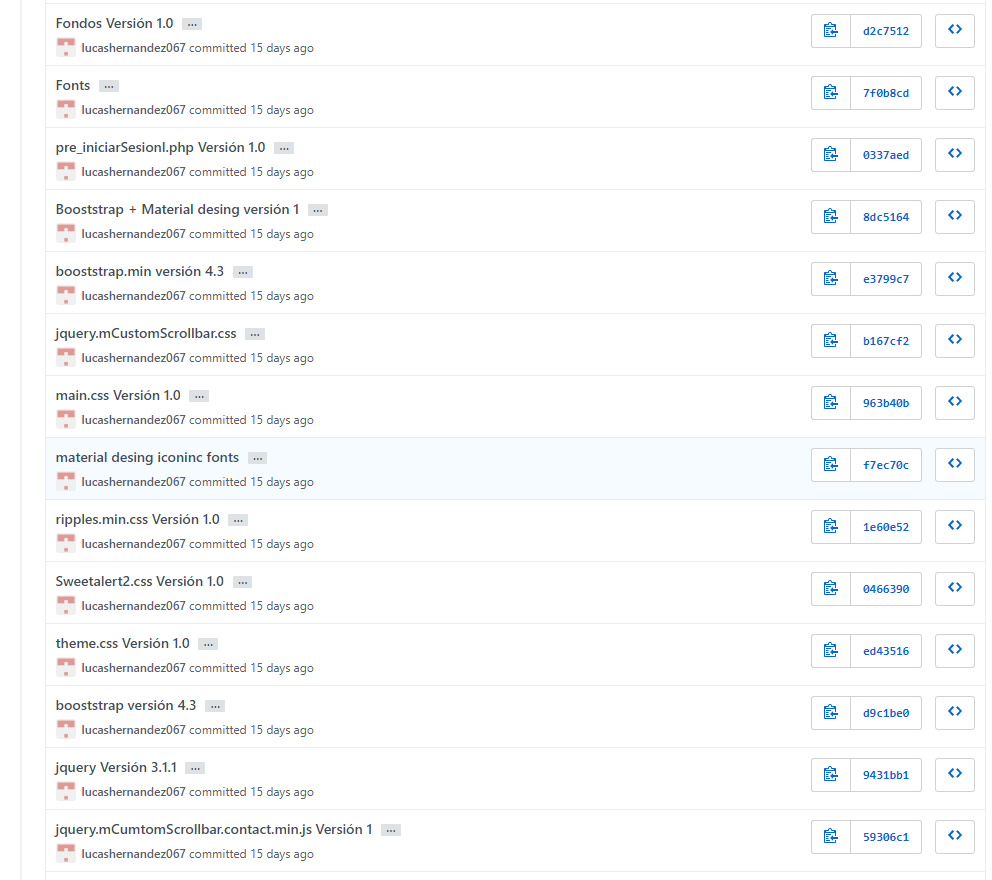 Fondos Versión 1.0 ...
lucashernandez067 committed 15 days ago
d2c7512
Fonts ...
lucashernandez067 committed 15 days ago
7f0b8cd
pre_iniciarSesionI.php Versión 1.0 ...
lucashernandez067 committed 15 days ago
0337aed
Booststrap + Material desing versión 1 ...
lucashernandez067 committed 15 days ago
8dc5164
booststrap.min versión 4.3 ...
lucashernandez067 committed 15 days ago
e3799c7
jquery.mCustomScrollbar.css ...
lucashernandez067 committed 15 days ago
b167cf2
main.css Versión 1.0 ...
lucashernandez067 committed 15 days ago
963b40b
material desing iconinc fonts ...
lucashernandez067 committed 15 days ago
f7ec70c
ripples.min.css Versión 1.0 ...
lucashernandez067 committed 15 days ago
1e60e52
Sweetalert2.css Versión 1.0 ...
lucashernandez067 committed 15 days ago
0466390
theme.css Versión 1.0 ...
lucashernandez067 committed 15 days ago
ed43516
booststrap versión 4.3 ...
lucashernandez067 committed 15 days ago
d9c1be0
jquery Versión 3.1.1 ...
lucashernandez067 committed 15 days ago
9431bb1
jquery.mCumtomScrollbar.contact.min.js Versión 1 ...
lucashernandez067 committed 15 days ago
59306c1